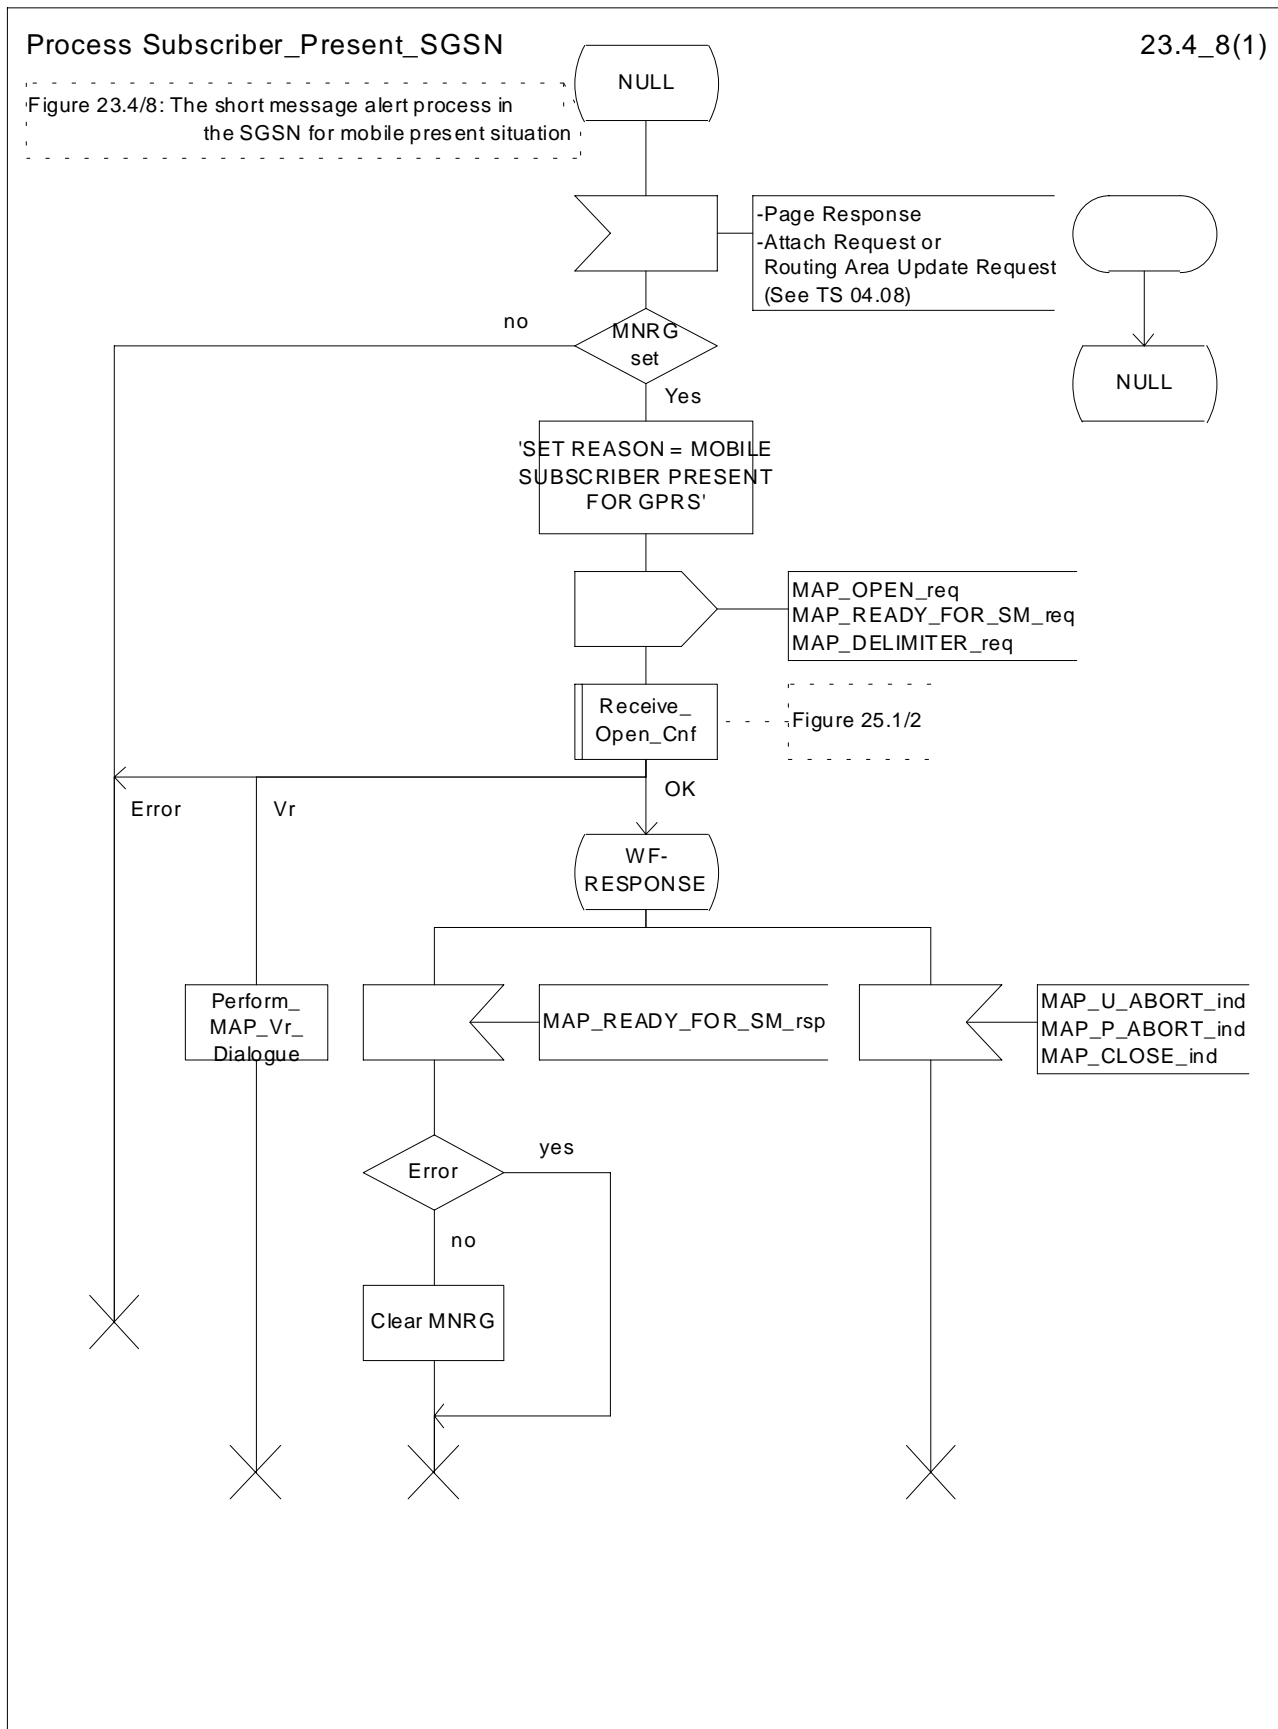 Process Subscriber_Present_SGSN
23.4_8(1)
Figure 23.4/8: The short message alert process in
the SGSN for mobile present situation
NULL
-Page Response
-Attach Request or
Routing Area Update Request
(See TS 04.08)
NULL
no
MNRG
set
Yes
'SET REASON = MOBILE
SUBSCRIBER PRESENT
FOR GPRS'
MAP_OPEN_req
MAP_READY_FOR_SM_req
MAP_DELIMITER_req
Receive_
Open_Cnf
Figure 25.1/2
Error
Vr
OK
WF-
RESPONSE
Perform_
MAP_Vr_
Dialogue
MAP_READY_FOR_SM_rsp
MAP_U_ABORT_ind
MAP_P_ABORT_ind
MAP_CLOSE_ind
Error
yes
no
Clear MNRG